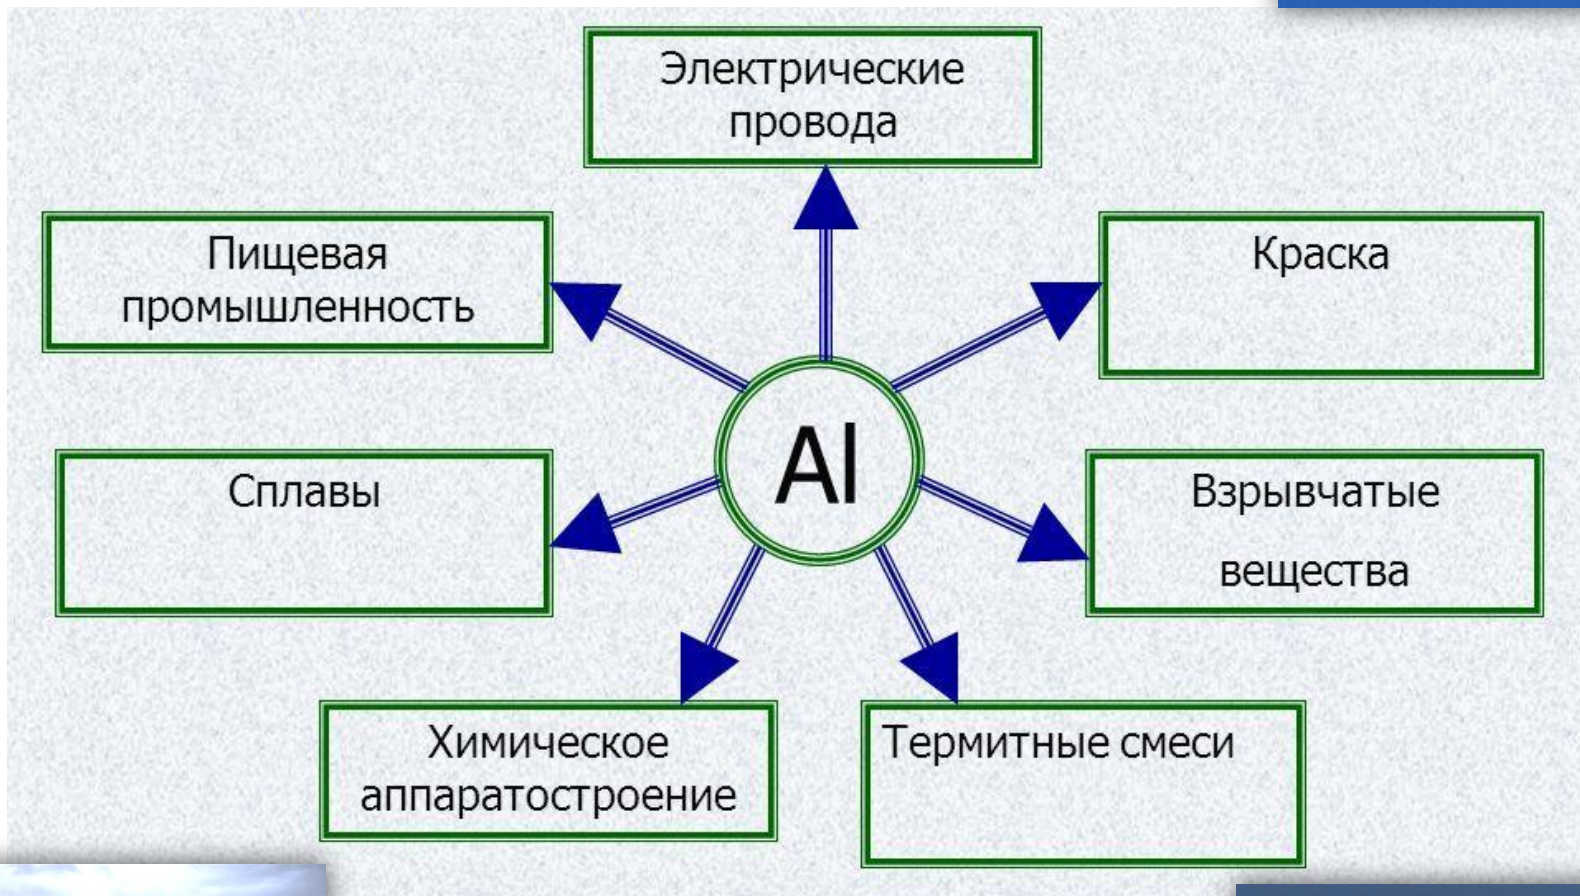 Электрические
провода
Пищевая
промышленность
Краска
Al
Сплавы
Взрывчатые
вещества
Химическое
аппаратостроение
Термитные смеси